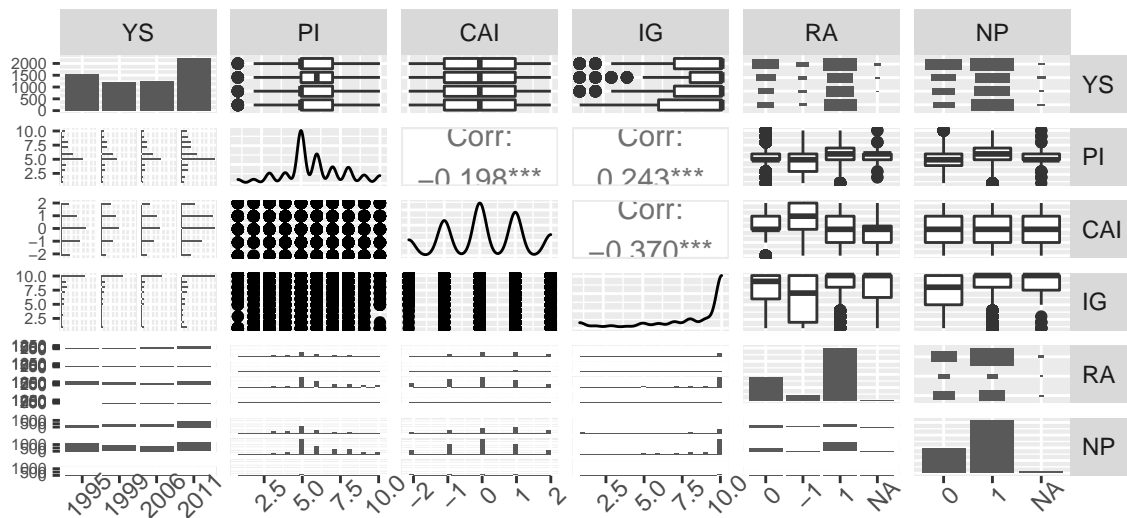 YS PI CAI IG RA NP
2000
1500
1000
500
0
YS
10.0
7.5
5.0
2.5
Corr:
−0.198***
Corr:
0.243***
PI
2
1
0
−1
−2
Corr:
−0.370***
CAI
10.0
7.5
5.0
2.5
IG
RA
NP
1995 1999 2006 2011
2.5 5.0 7.5 10.0
−2 −1 0 1 2
2.5 5.0 7.5 10.0
0 −1 1 NA
0 1 NA